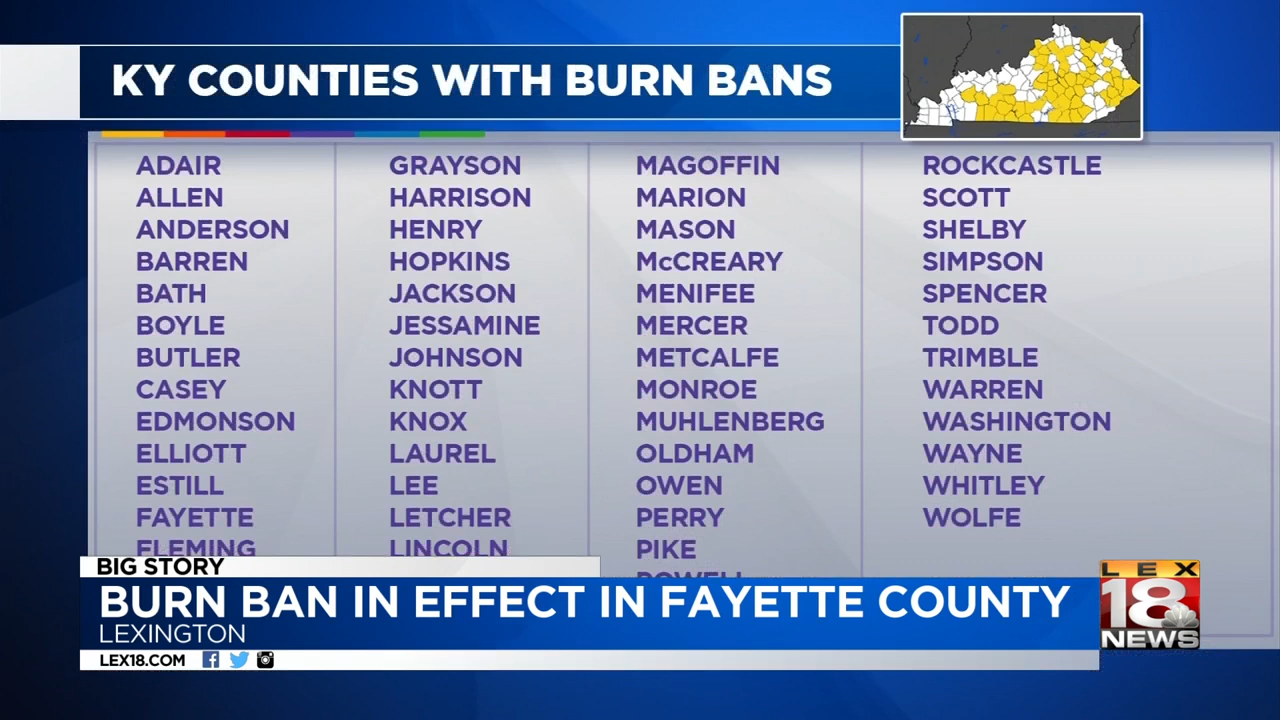 KY COUNTIES WITH BURN BANS
ADAIR
ALLEN
ANDERSON
BARREN
BATH
BOYLE
BUTLER
CASEY
EDMONSON
ELLIOTT
ESTILL
FAYETTE
FLEMING
GRAYSON
HARRISON
HENRY
HOPKINS
JACKSON
JESSAMINE
JOHNSON
KNOTT
KNOX
LAUREL
LEE
LETCHER
LINCOLN
MAGOFFIN
MARION
MASON
McCREARY
MENIFEE
MERCER
METCALFE
MONROE
MUHLENBERG
OLDHAM
OWEN
PERRY
PIKE
POWELL
ROCKCASTLE
SCOTT
SHELBY
SIMPSON
SPENCER
TODD
TRIMBLE
WARREN
WASHINGTON
WAYNE
WHITLEY
WOLFE
BIG STORY
BURN BAN IN EFFECT IN FAYETTE COUNTY
LEXINGTON
LEX18.COM
LEX
18
NEWS